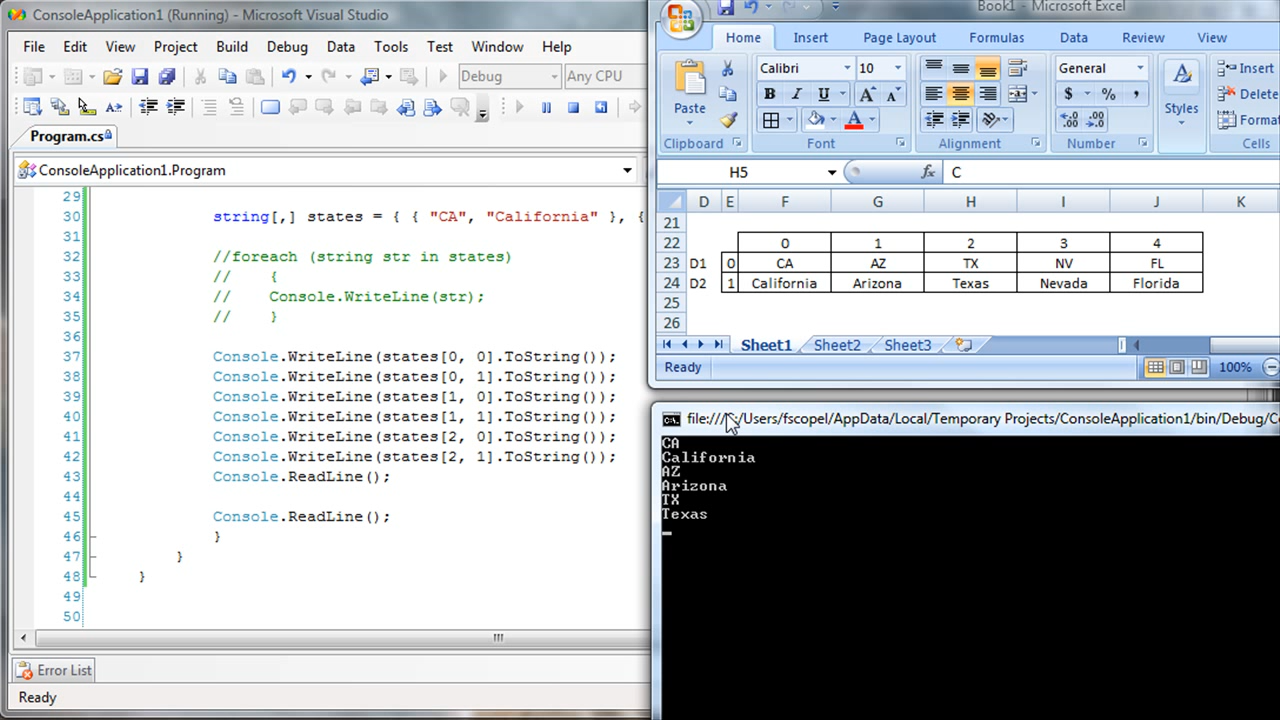 ConsoleApplication1 (Running) - Microsoft Visual Studio
File Edit View Project Build Debug Data Tools Test Window Help
Debug Any CPU
Program.cs
ConsoleApplication1.Program
29
30 string[,] states = { { "CA", "California" }, {
31
32 //foreach (string str in states)
33 // {
34 // Console.WriteLine(str);
35 // }
36
37 Console.WriteLine(states[0, 0].ToString());
38 Console.WriteLine(states[0, 1].ToString());
39 Console.WriteLine(states[1, 0].ToString());
40 Console.WriteLine(states[1, 1].ToString());
41 Console.WriteLine(states[2, 0].ToString());
42 Console.WriteLine(states[2, 1].ToString());
43 Console.ReadLine();
44
45 Console.ReadLine();
46 }
47 }
48 }
49
50
Error List
Ready
Book1 - Microsoft Excel
Home Insert Page Layout Formulas Data Review View
Paste
Calibri 10
B I U A A
A
General
$ % ,
Styles
Insert
Delete
Format
Clipboard Font Alignment Number Cells
H5 fx C
D E F G H I J K
21
22 0 1 2 3 4
23 D1 0 CA AZ TX NV FL
24 D2 1 California Arizona Texas Nevada Florida
25
26
Sheet1 Sheet2 Sheet3
Ready 100%
file:/// :/Users/fscopel/AppData/Local/Temporary Projects/ConsoleApplication1/bin/Debug/C
CA
California
AZ
Arizona
TX
Texas